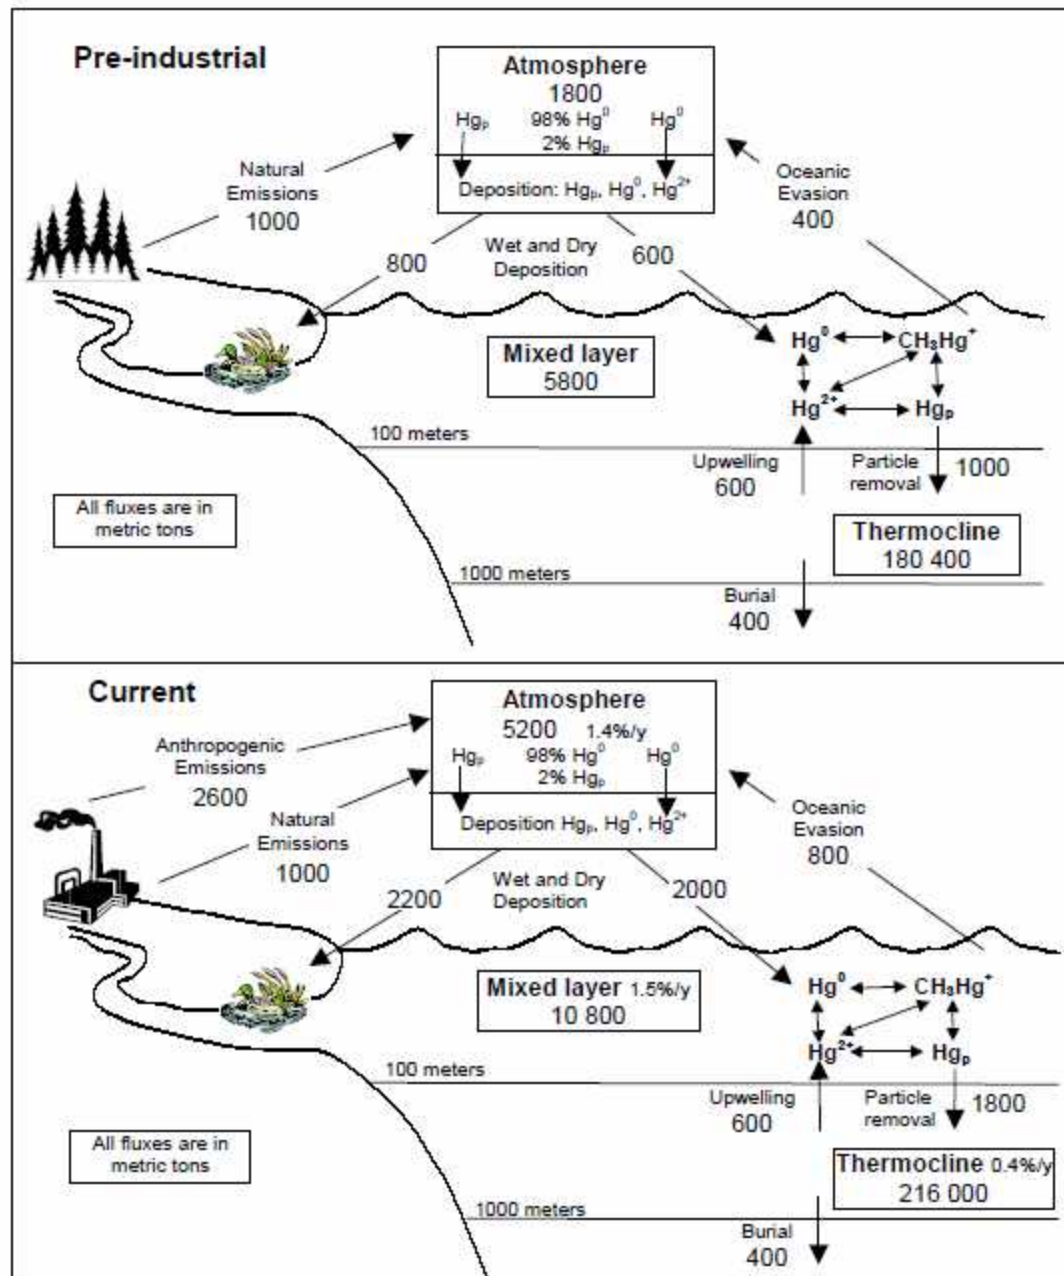 Pre-industrial
Atmosphere
1800
Hgₚ 98% Hg⁰ Hg⁰
2% Hgₚ
Deposition: Hgₚ, Hg⁰, Hg²⁺
Natural
Emissions
1000
Oceanic
Evasion
400
800
Wet and Dry
Deposition
600
Mixed layer
5800
Hg⁰ CH₃Hg⁺
Hg²⁺ Hgₚ
100 meters
Upwelling
600
Particle
removal
1000
All fluxes are in
metric tons
Thermocline
180 400
1000 meters
Burial
400
Current
Atmosphere
5200 1.4%/y
Hgₚ 98% Hg⁰ Hg⁰
2% Hgₚ
Deposition Hgₚ, Hg⁰, Hg²⁺
Anthropogenic
Emissions
2600
Natural
Emissions
1000
Oceanic
Evasion
800
2200
Wet and Dry
Deposition
2000
Mixed layer 1.5%/y
10 800
Hg⁰ CH₃Hg⁺
Hg²⁺ Hgₚ
100 meters
Upwelling
600
Particle
removal
1800
All fluxes are in
metric tons
Thermocline 0.4%/y
216 000
1000 meters
Burial
400